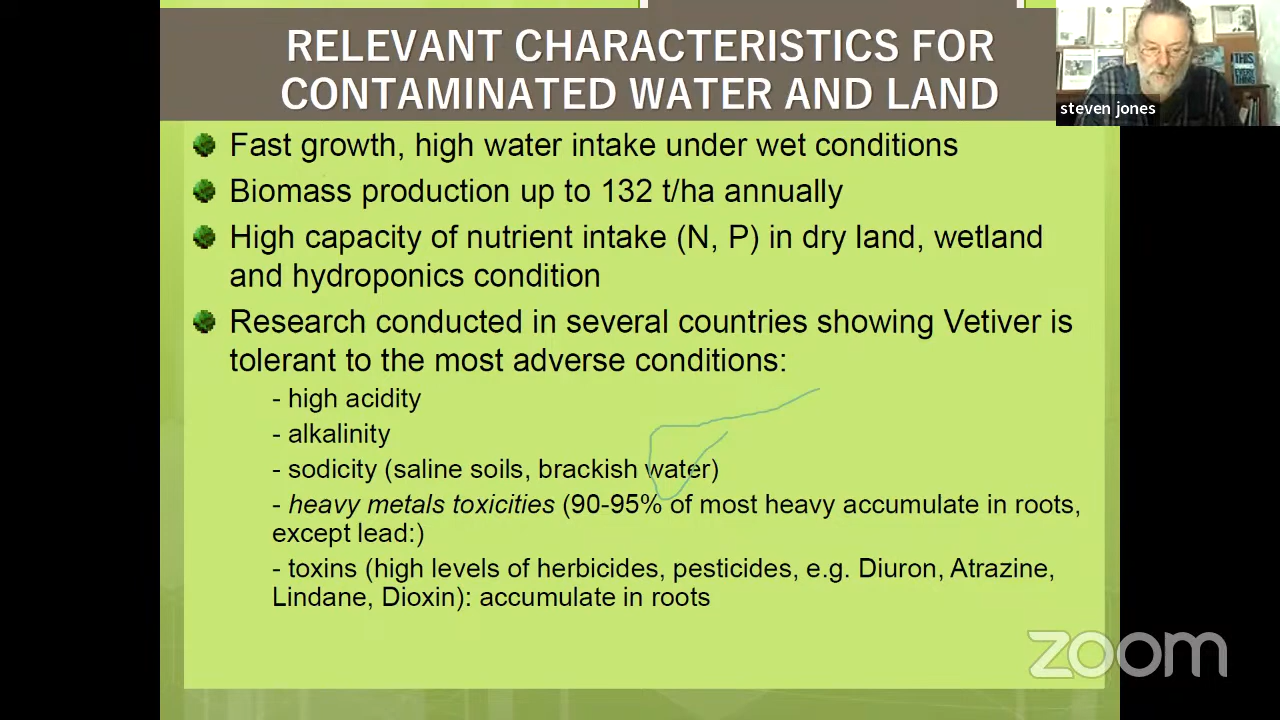 RELEVANT CHARACTERISTICS FOR
CONTAMINATED WATER AND LAND
steven jones
Fast growth, high water intake under wet conditions
Biomass production up to 132 t/ha annually
High capacity of nutrient intake (N, P) in dry land, wetland
and hydroponics condition
Research conducted in several countries showing Vetiver is
tolerant to the most adverse conditions:
- high acidity
- alkalinity
- sodicity (saline soils, brackish water)
- heavy metals toxicities (90-95% of most heavy accumulate in roots,
except lead:)
- toxins (high levels of herbicides, pesticides, e.g. Diuron, Atrazine,
Lindane, Dioxin): accumulate in roots
zoom